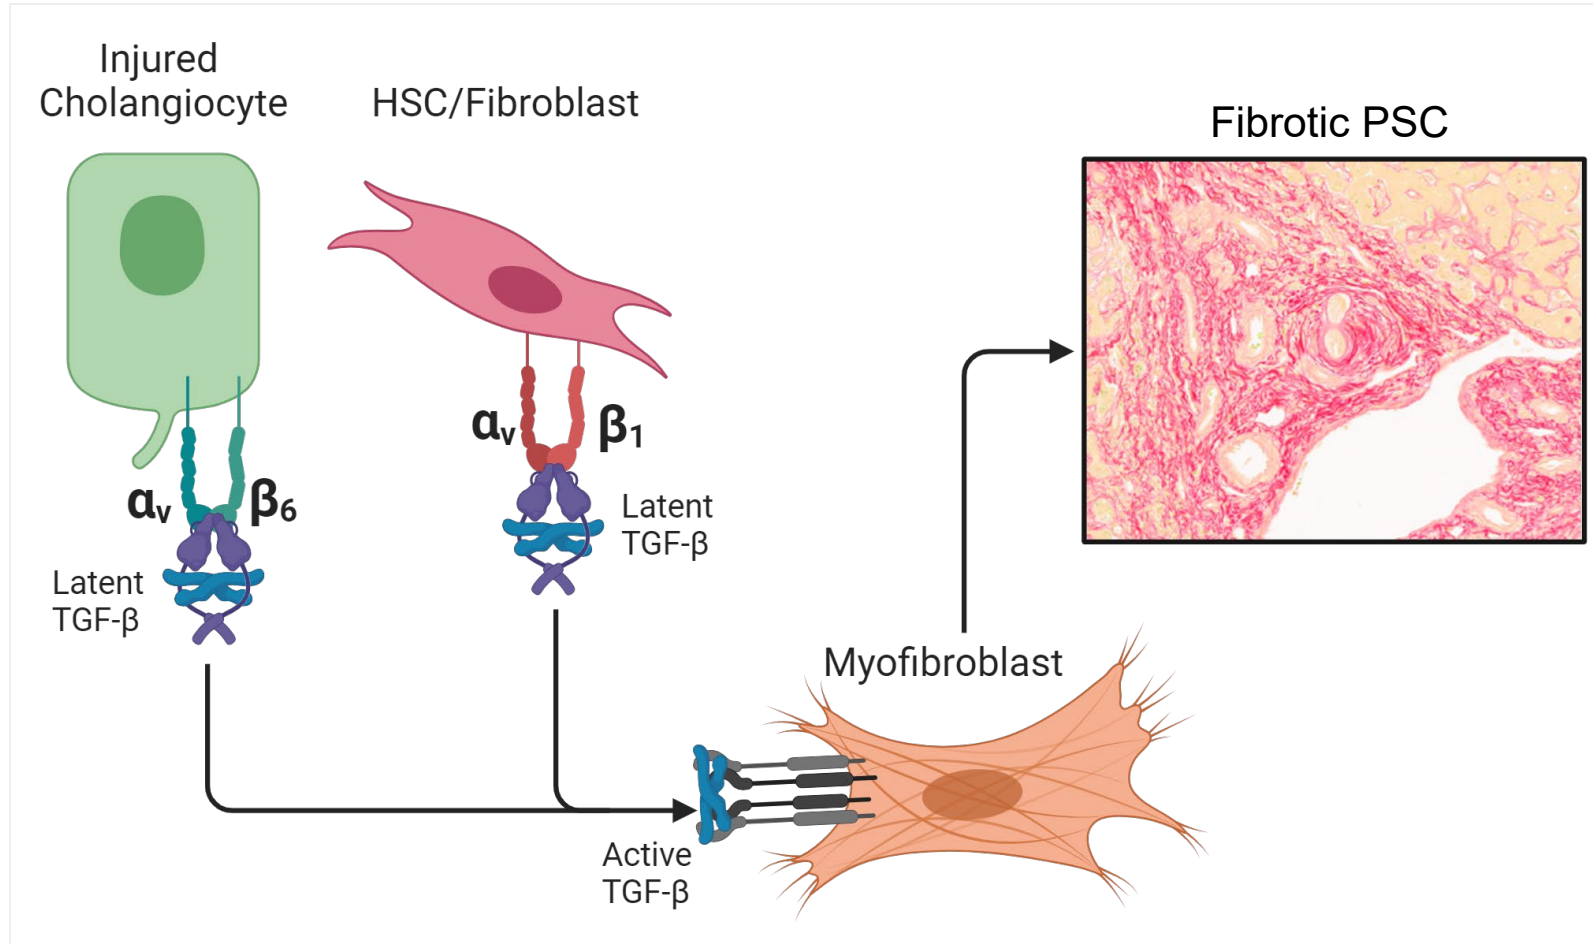 Injured
Cholangiocyte
HSC/Fibroblast
Fibrotic PSC
αᵥ β₁
Latent
TGF-β
αᵥ β₆
Latent
TGF-β
Myofibroblast
Active
TGF-β